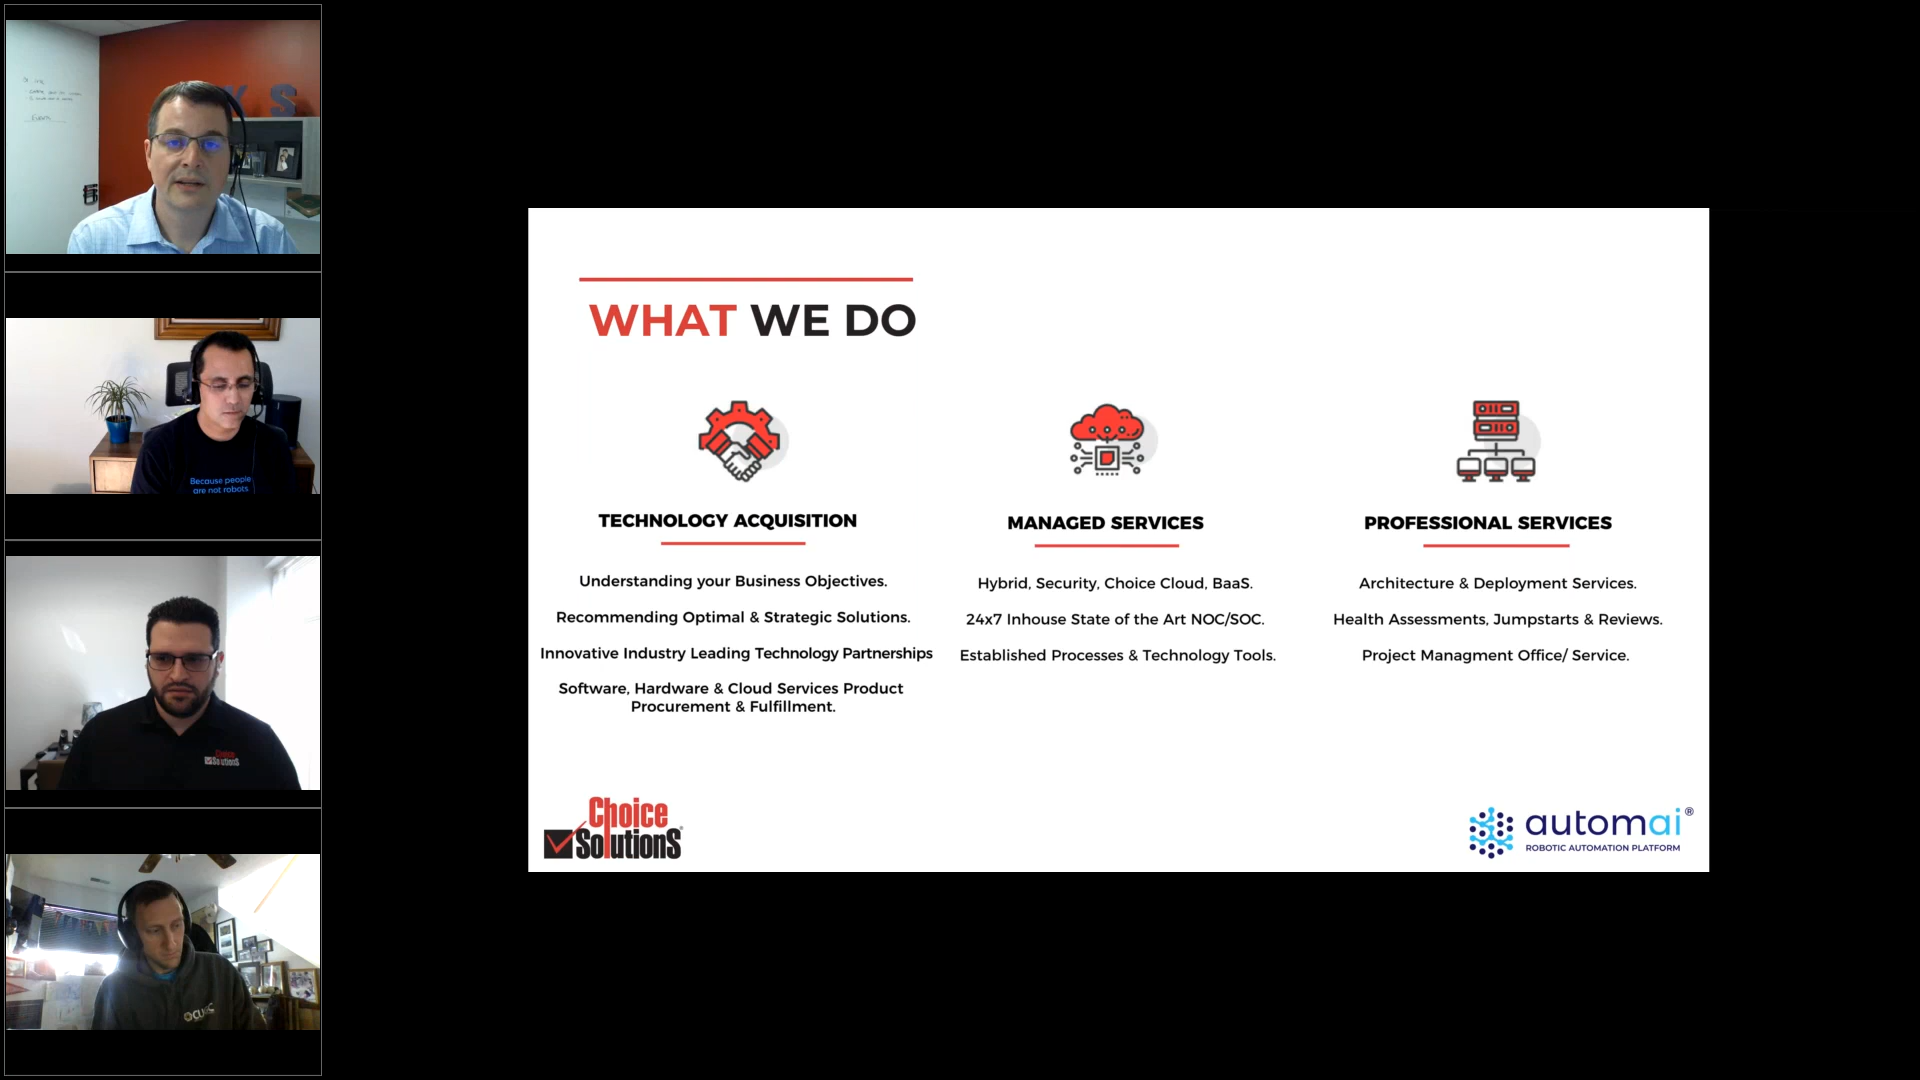 S
Because people
are not robots
Choice
Solutions
WHAT WE DO
TECHNOLOGY ACQUISITION
Understanding your Business Objectives.
Recommending Optimal & Strategic Solutions.
Innovative Industry Leading Technology Partnerships
Software, Hardware & Cloud Services Product
Procurement & Fulfillment.
MANAGED SERVICES
Hybrid, Security, Choice Cloud, BaaS.
24x7 Inhouse State of the Art NOC/SOC.
Established Processes & Technology Tools.
PROFESSIONAL SERVICES
Architecture & Deployment Services.
Health Assessments, Jumpstarts & Reviews.
Project Managment Office/ Service.
Choice
Solutions
automai®
ROBOTIC AUTOMATION PLATFORM